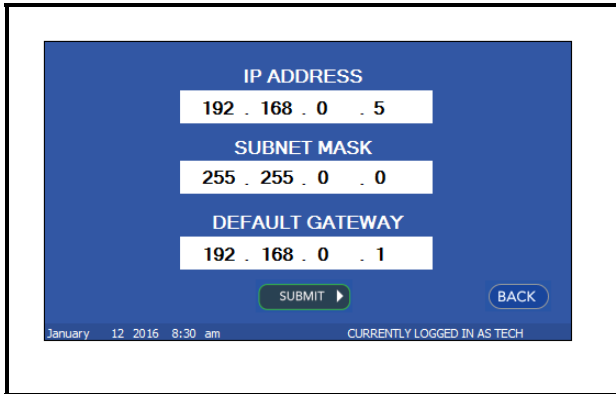 IP ADDRESS
192 . 168 . 0 . 5
SUBNET MASK
255 . 255 . 0 . 0
DEFAULT GATEWAY
192 . 168 . 0 . 1
SUBMIT
BACK
January 12 2016 8:30 am CURRENTLY LOGGED IN AS TECH